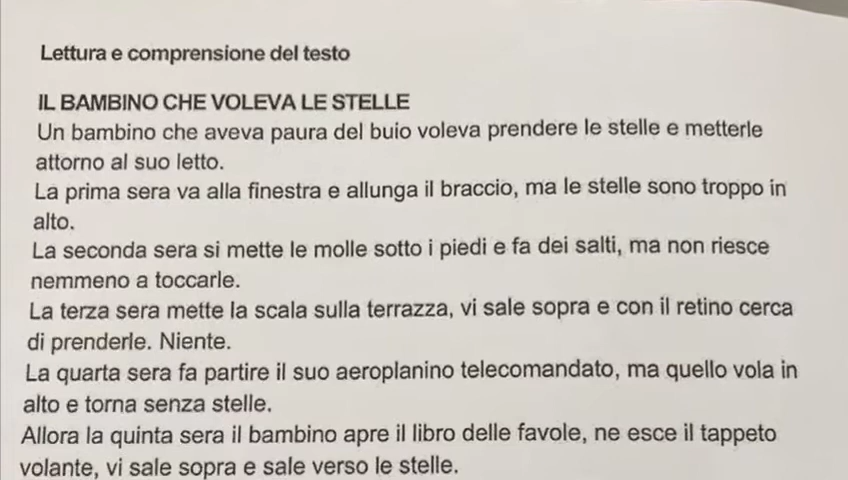 Lettura e comprensione del testo
IL BAMBINO CHE VOLEVA LE STELLE
Un bambino che aveva paura del buio voleva prendere le stelle e metterle
attorno al suo letto.
La prima sera va alla finestra e allunga il braccio, ma le stelle sono troppo in
alto.
La seconda sera si mette le molle sotto i piedi e fa dei salti, ma non riesce
nemmeno a toccarle.
La terza sera mette la scala sulla terrazza, vi sale sopra e con il retino cerca
di prenderle. Niente.
La quarta sera fa partire il suo aeroplanino telecomandato, ma quello vola in
alto e torna senza stelle.
Allora la quinta sera il bambino apre il libro delle favole, ne esce il tappeto
volante, vi sale sopra e sale verso le stelle.